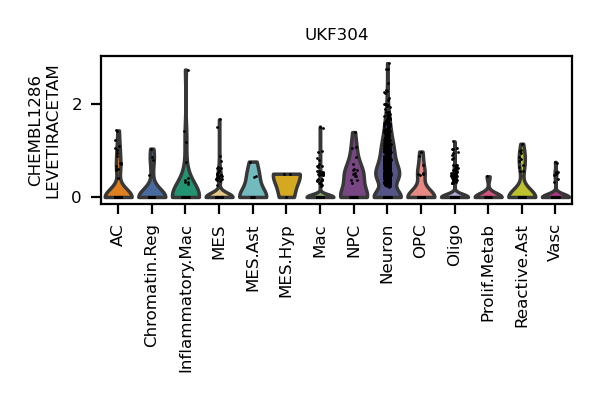 UKF304
CHEMBL1286
LEVETIRACETAM
2
0
AC
Chromatin.Reg
Inflammatory.Mac
MES
MES.Ast
MES.Hyp
Mac
NPC
Neuron
OPC
Oligo
Prolif.Metab
Reactive.Ast
Vasc